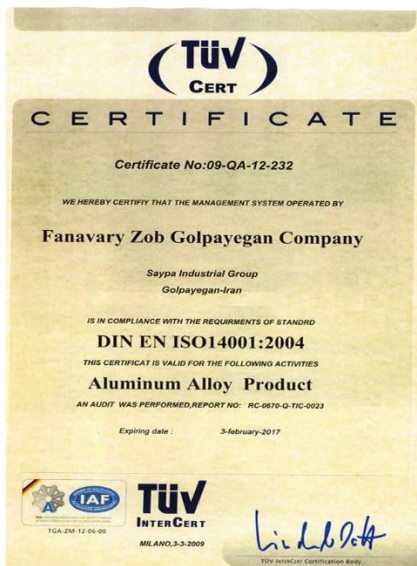 TÜV
CERT
CERTIFICATE
Certificate No:09-QA-12-232
WE HEREBY CERTIFIY THAT THE MANAGEMENT SYSTEM OPERATED BY
Fanavary Zob Golpayegan Company
Saypa Industrial Group
Golpayegan-Iran
IS IN COMPLIANCE WITH THE REQUIRMENTS OF STANDRD
DIN EN ISO14001:2004
THIS CERTIFICAT IS VALID FOR THE FOLLOWING ACTIVITIES
Aluminum Alloy Product
AN AUDIT WAS PERFORMED,REPORT NO: RC-0670-Q-TIC-0023
Expiring date : 3-february-2017
IAF
TGA-ZM-12-06-00
TÜV
INTERCERT
MILANO,3-3-2009
TÜV INTERCERT Certification Body